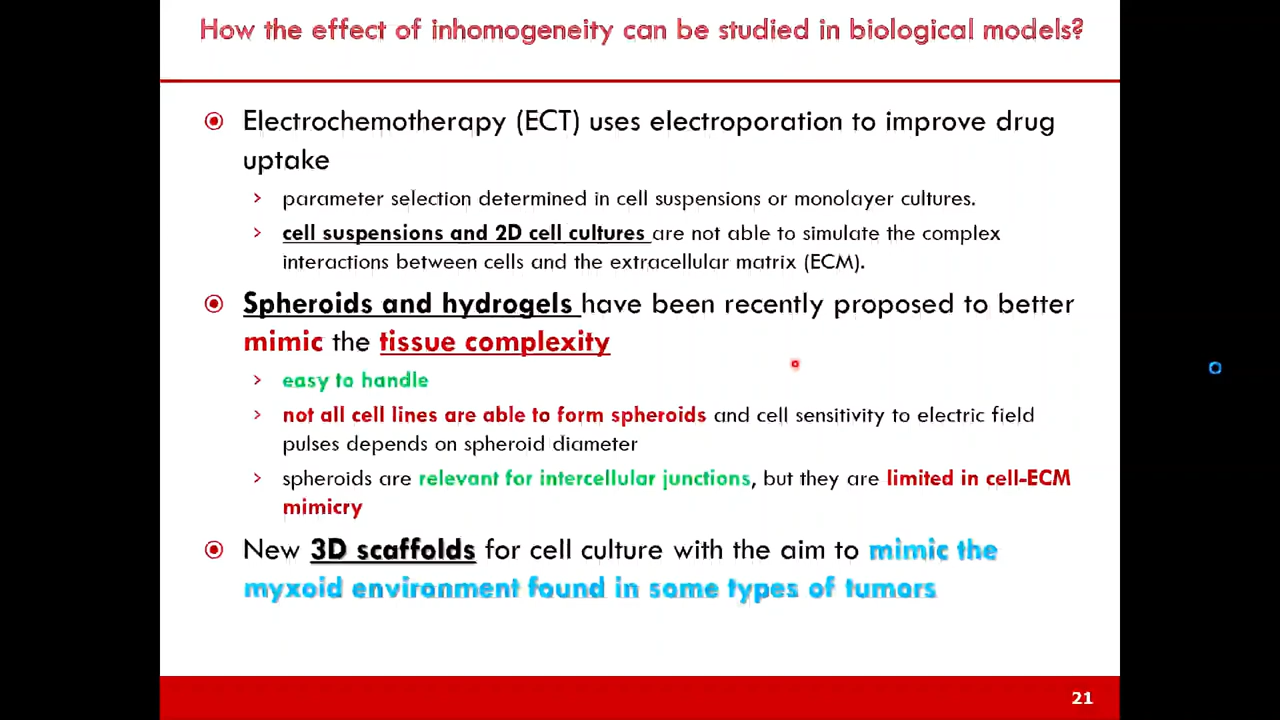 How the effect of inhomogeneity can be studied in biological models?
Electrochemotherapy (ECT) uses electroporation to improve drug
uptake
parameter selection determined in cell suspensions or monolayer cultures.
cell suspensions and 2D cell cultures are not able to simulate the complex
interactions between cells and the extracellular matrix (ECM).
Spheroids and hydrogels have been recently proposed to better
mimic the tissue complexity
easy to handle
not all cell lines are able to form spheroids and cell sensitivity to electric field
pulses depends on spheroid diameter
spheroids are relevant for intercellular junctions, but they are limited in cell-ECM
mimicry
New 3D scaffolds for cell culture with the aim to mimic the
myxoid environment found in some types of tumors
21